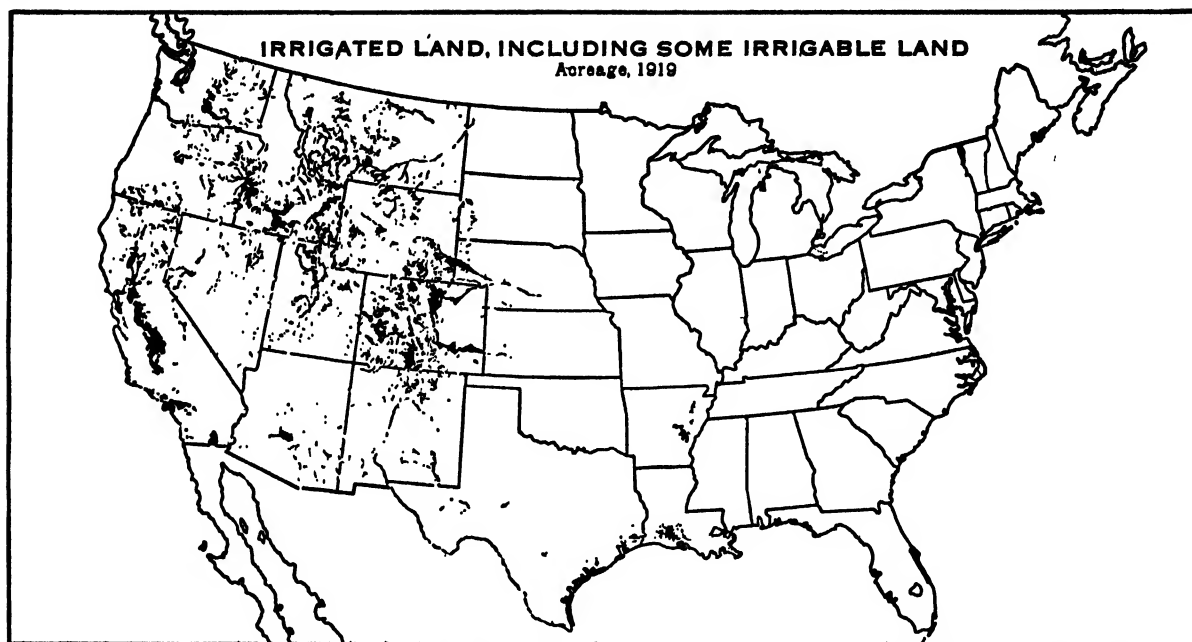 IRRIGATED LAND, INCLUDING SOME IRRIGABLE LAND
Acreage, 1919